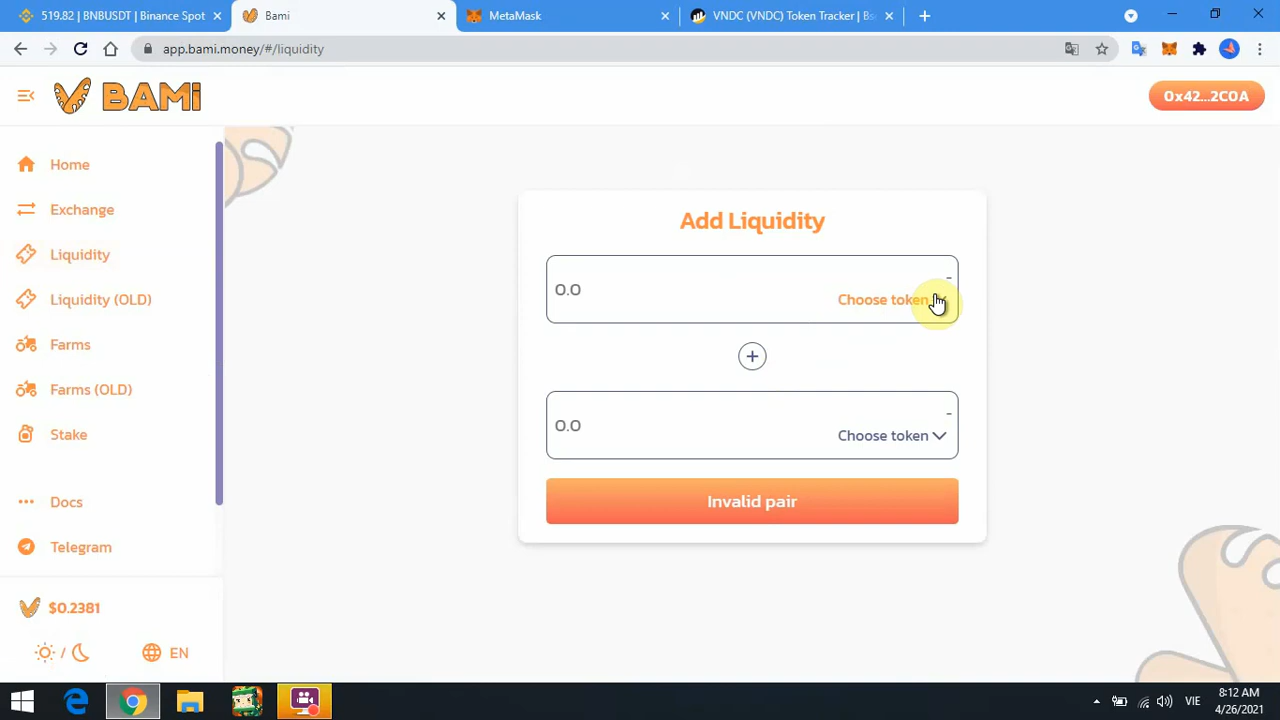 519.82 | BNBUSDT | Binance Spot
Bami
MetaMask
VNDC (VNDC) Token Tracker | Bs
app.bami.money/#/liquidity
BAMi
0x42...2C0A
Home
Exchange
Liquidity
Liquidity (OLD)
Farms
Farms (OLD)
Stake
Docs
Telegram
$0.2381
/
EN
Add Liquidity
-
0.0
Choose token
-
0.0
Choose token
Invalid pair
VIE
8:12 AM
4/26/2021